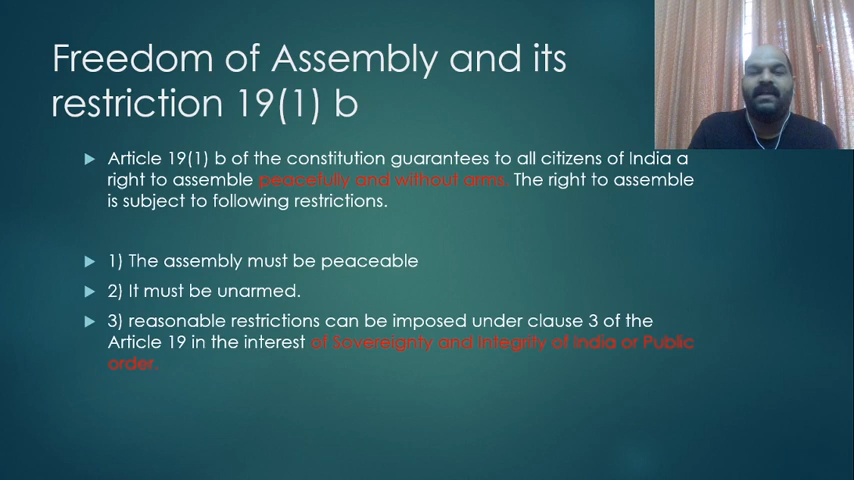 Freedom of Assembly and its
restriction 19(1) b
Article 19(1) b of the constitution guarantees to all citizens of India a
right to assemble peacefully and without arms. The right to assemble
is subject to following restrictions.
1) The assembly must be peaceable
2) It must be unarmed.
3) reasonable restrictions can be imposed under clause 3 of the
Article 19 in the interest of Sovereignty and Integrity of India or Public
order.